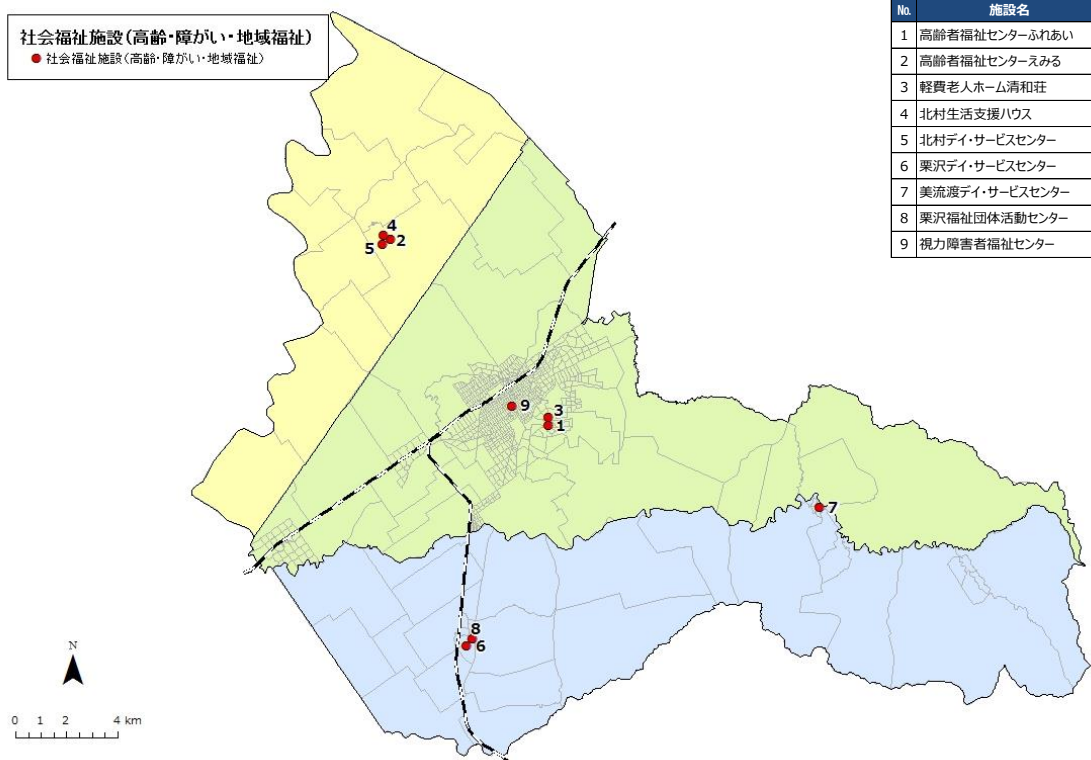 社会福祉施設(高齢・障がい・地域福祉)
社会福祉施設(高齢・障がい・地域福祉)
№ 施設名
1 高齢者福祉センターふれあい
2 高齢者福祉センターえみる
3 軽費老人ホーム清和荘
4 北村生活支援ハウス
5 北村デイ・サービスセンター
6 栗沢デイ・サービスセンター
7 美流渡デイ・サービスセンター
8 栗沢福祉団体活動センター
9 視力障害者福祉センター
4
2
5
9
3
1
7
8
6
N
0 1 2 4 km